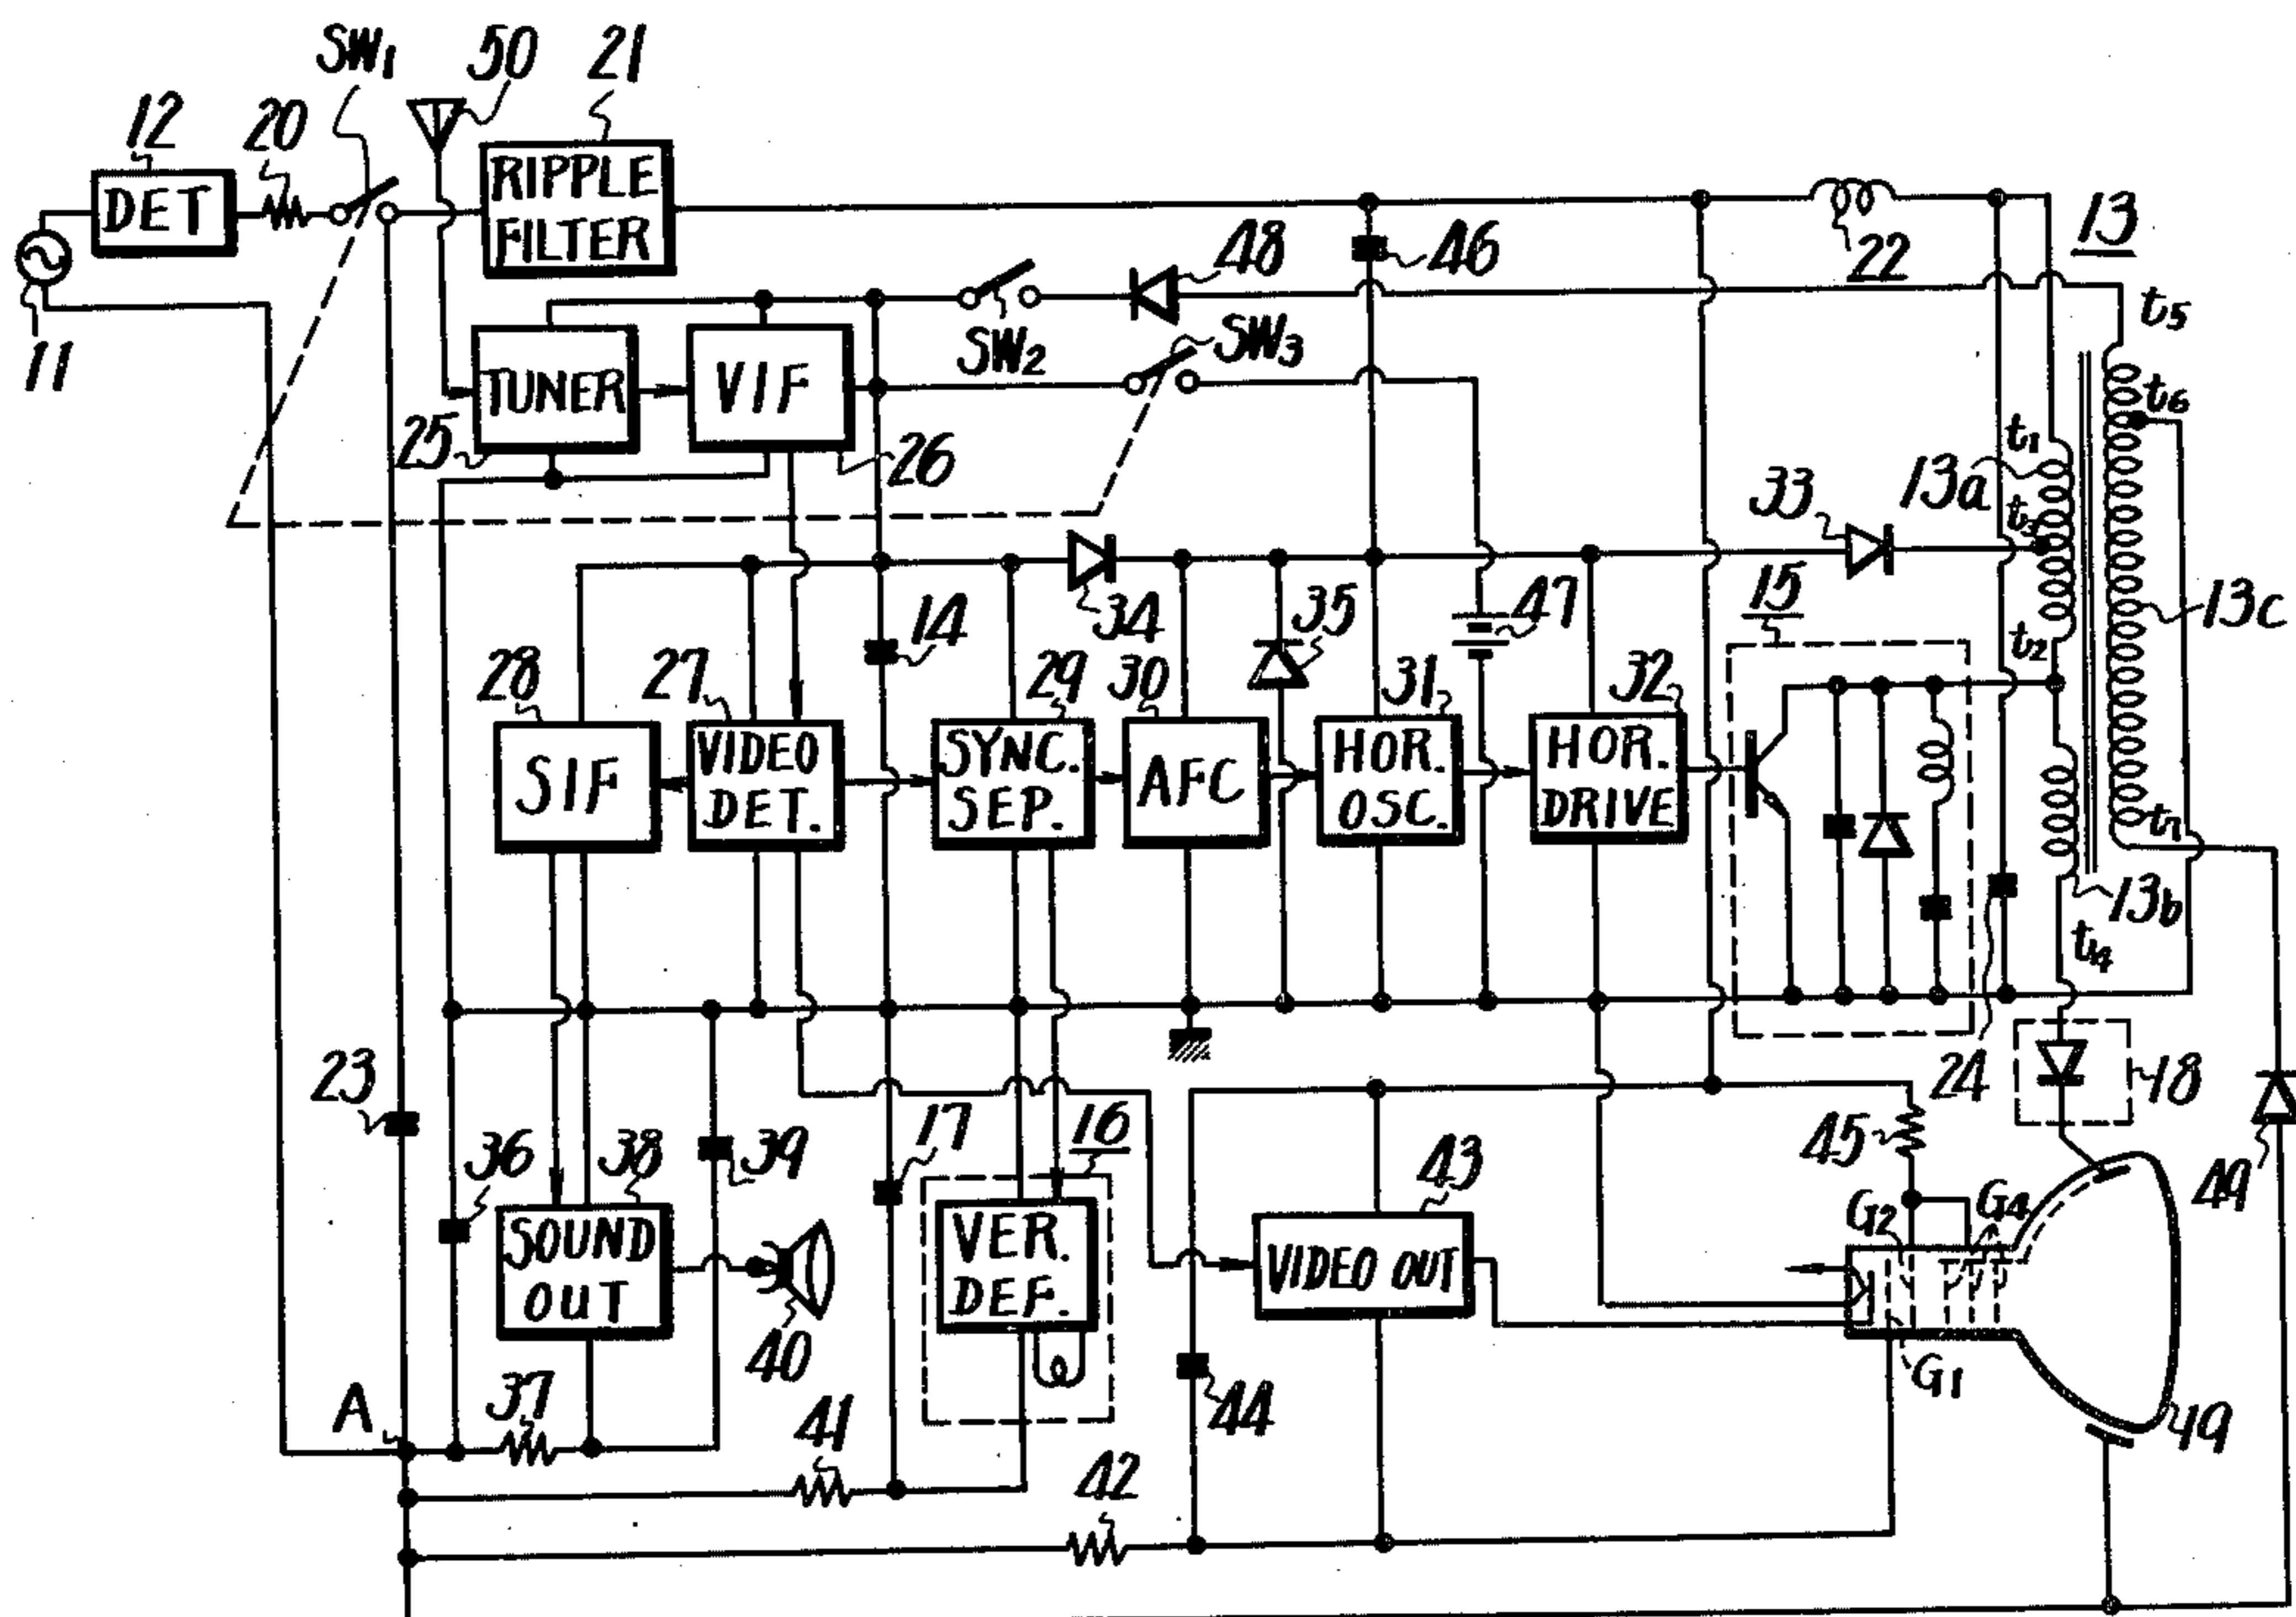 SW1
50
21
12
20
DET
RIPPLE
FILTER
48
46
22
13
11
SW2
SW3
t5
TUNER
VIF
t6
25
26
t1
13a
33
t3
14
34
35
47
15
13c
t2
28
27
29
30
31
32
SIF
VIDEO
DET.
SYNC.
SEP.
AFC
HOR.
OSC.
HOR.
DRIVE
t7
13b
t4
23
24
18
36
38
39
17
16
43
45
49
SOUND
OUT
VER.
DEF.
VIDEO OUT
G2
G4
40
G1
44
49
A
37
41
42